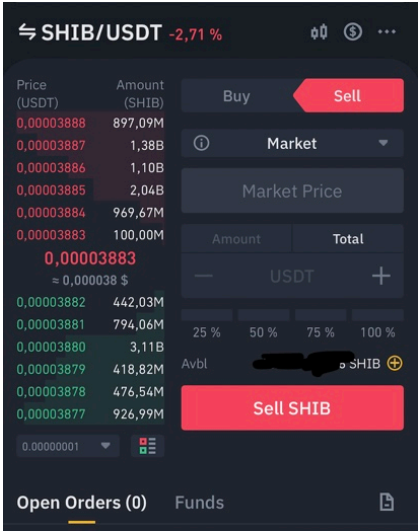 SHIB/USDT -2,71 %
Price (USDT) Amount (SHIB)
Buy Sell
0,00003888 897,09M
0,00003887 1,38B
Market
0,00003886 1,10B
0,00003885 2,04B
Market Price
0,00003884 969,67M
0,00003883 100,00M
Amount Total
0,00003883
≈ 0,000038 $
USDT
0,00003882 442,03M
0,00003881 794,06M
25 % 50 % 75 % 100 %
0,00003880 3,11B
0,00003879 418,82M
Avbl SHIB
0,00003878 476,54M
0,00003877 926,99M
Sell SHIB
0.00000001
Open Orders (0) Funds